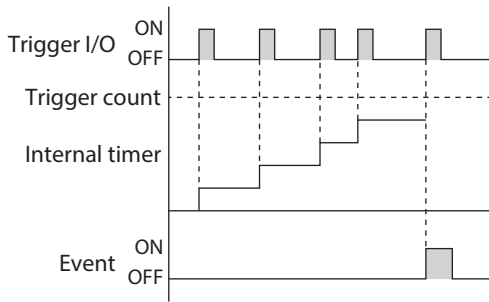 ON
Trigger I/O
OFF
Trigger count
Internal timer
ON
Event
OFF